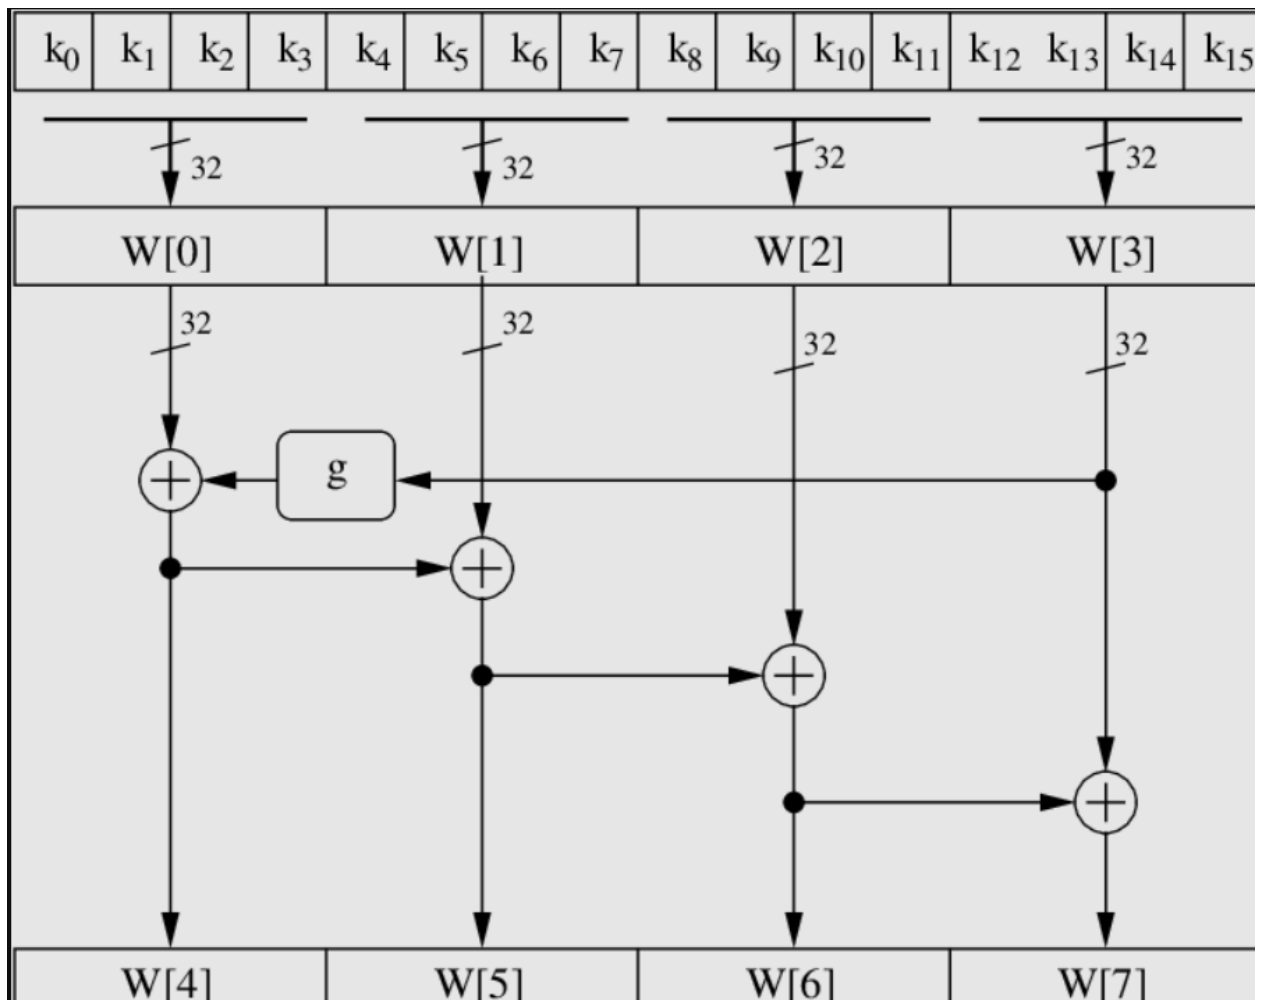 k₀ k₁ k₂ k₃ k₄ k₅ k₆ k₇ k₈ k₉ k₁₀ k₁₁ k₁₂ k₁₃ k₁₄ k₁₅
32 32 32 32
W[0] W[1] W[2] W[3]
32 32 32 32
g
W[4] W[5] W[6] W[7]